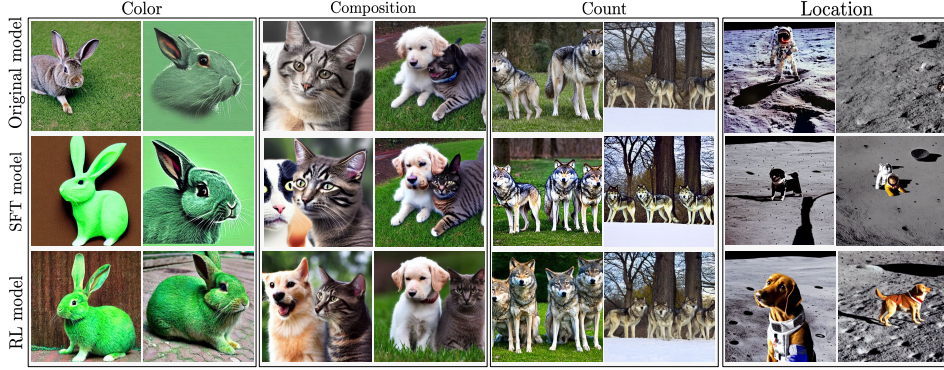 Color
Composition
Count
Location
Original model
SFT model
RL model